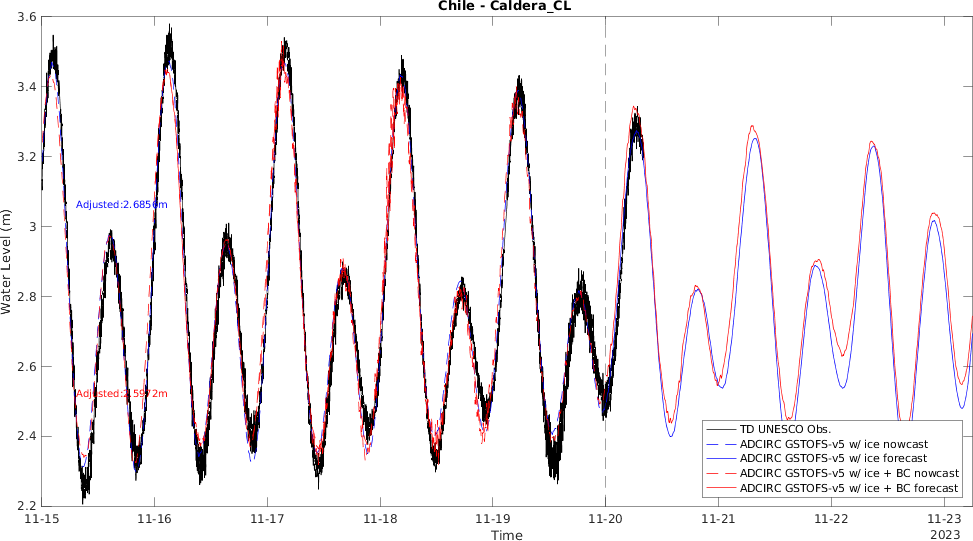 Chile - Caldera_CL
3.6
3.4
3.2
3
2.8
2.6
2.4
2.2
Water Level (m)
Adjusted:2.6856m
Adjusted:2.5972m
TD UNESCO Obs.
ADCIRC GSTOFS-v5 w/ ice nowcast
ADCIRC GSTOFS-v5 w/ ice forecast
ADCIRC GSTOFS-v5 w/ ice + BC nowcast
ADCIRC GSTOFS-v5 w/ ice + BC forecast
11-15 11-16 11-17 11-18 11-19 11-20 11-21 11-22 11-23
Time
2023